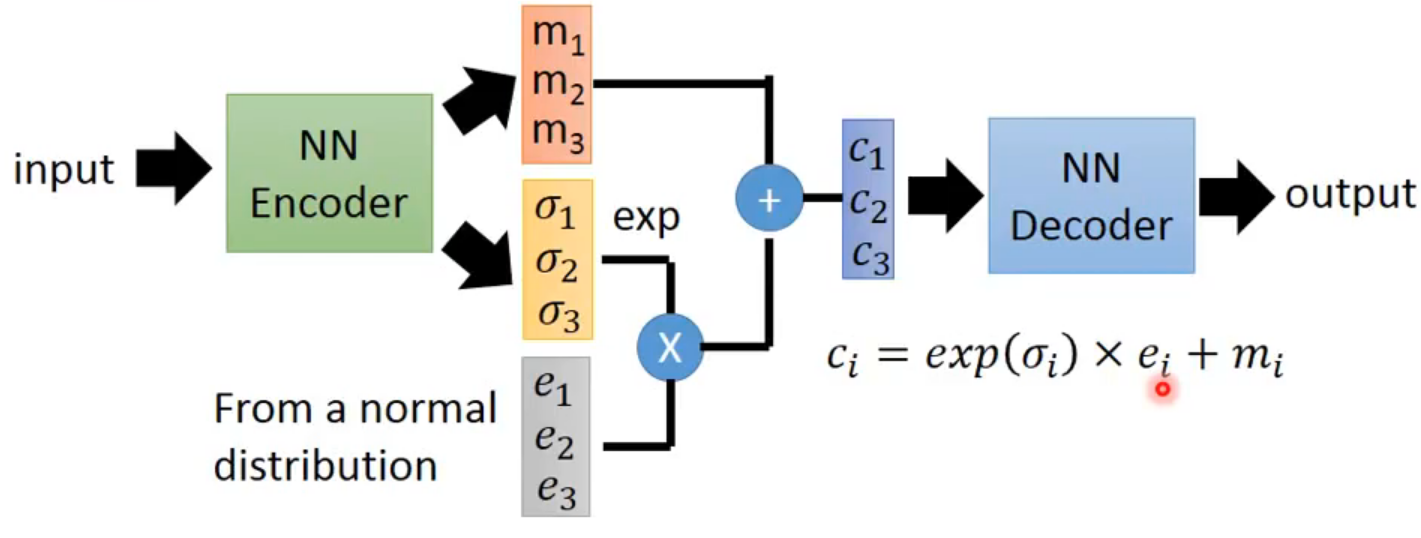 input
NN
Encoder
m₁
m₂
m₃
σ₁
σ₂
σ₃
exp
From a normal
distribution
e₁
e₂
e₃
X
+
c₁
c₂
c₃
NN
Decoder
output
cᵢ = exp(σᵢ) × eᵢ + mᵢ